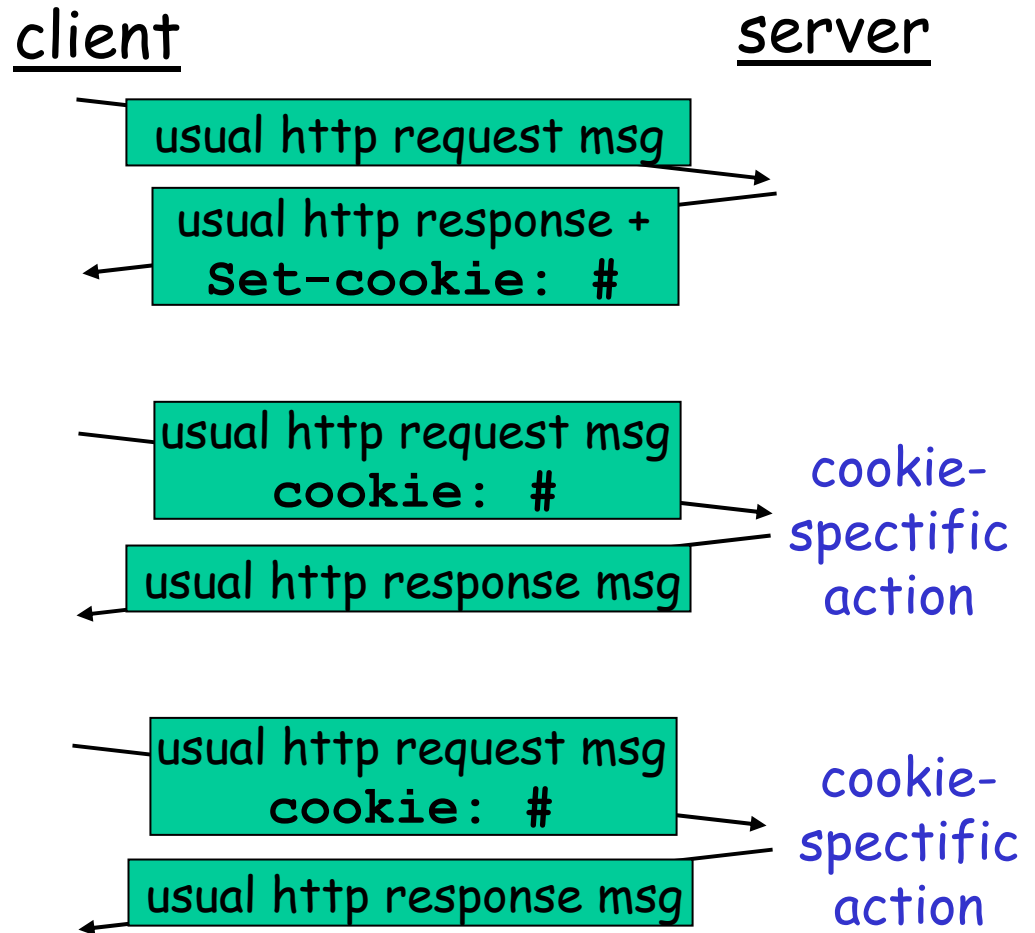 client
server
usual http request msg
usual http response +
Set-cookie: #
usual http request msg
cookie: #
cookie-
spectific
action
usual http response msg
usual http request msg
cookie: #
cookie-
spectific
action
usual http response msg